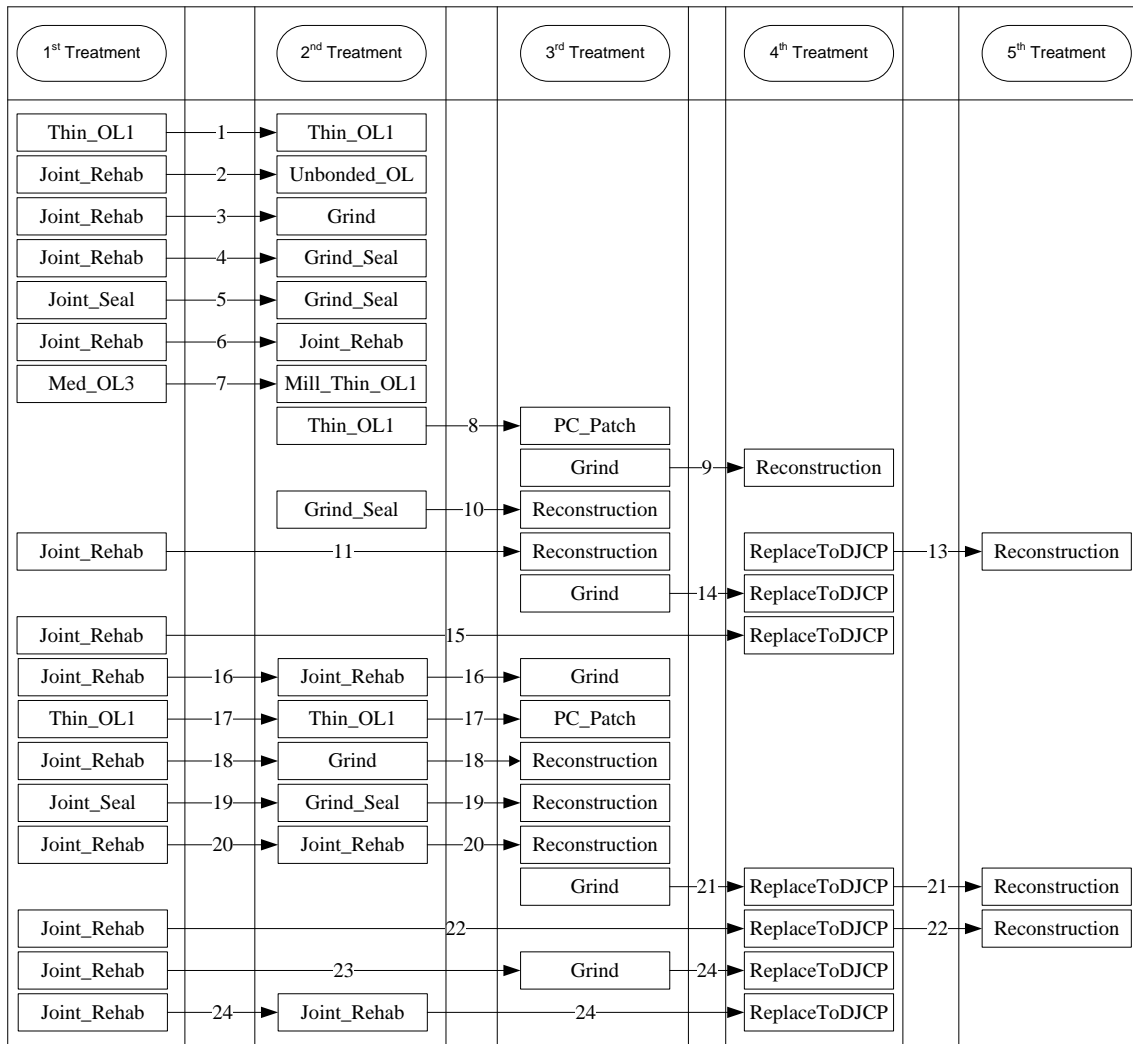 1st Treatment 2nd Treatment 3rd Treatment 4th Treatment 5th Treatment
Thin_OL1 1 Thin_OL1
Joint_Rehab 2 Unbonded_OL
Joint_Rehab 3 Grind
Joint_Rehab 4 Grind_Seal
Joint_Seal 5 Grind_Seal
Joint_Rehab 6 Joint_Rehab
Med_OL3 7 Mill_Thin_OL1
Thin_OL1 8 PC_Patch
Grind 9 Reconstruction
Grind_Seal 10 Reconstruction
Joint_Rehab 11 Reconstruction ReplaceToDJCP 13 Reconstruction
Grind 14 ReplaceToDJCP
Joint_Rehab 15 ReplaceToDJCP
Joint_Rehab 16 Joint_Rehab 16 Grind
Thin_OL1 17 Thin_OL1 17 PC_Patch
Joint_Rehab 18 Grind 18 Reconstruction
Joint_Seal 19 Grind_Seal 19 Reconstruction
Joint_Rehab 20 Joint_Rehab 20 Reconstruction
Grind 21 ReplaceToDJCP 21 Reconstruction
Joint_Rehab 22 ReplaceToDJCP 22 Reconstruction
Joint_Rehab 23 Grind 24 ReplaceToDJCP
Joint_Rehab 24 Joint_Rehab 24 ReplaceToDJCP